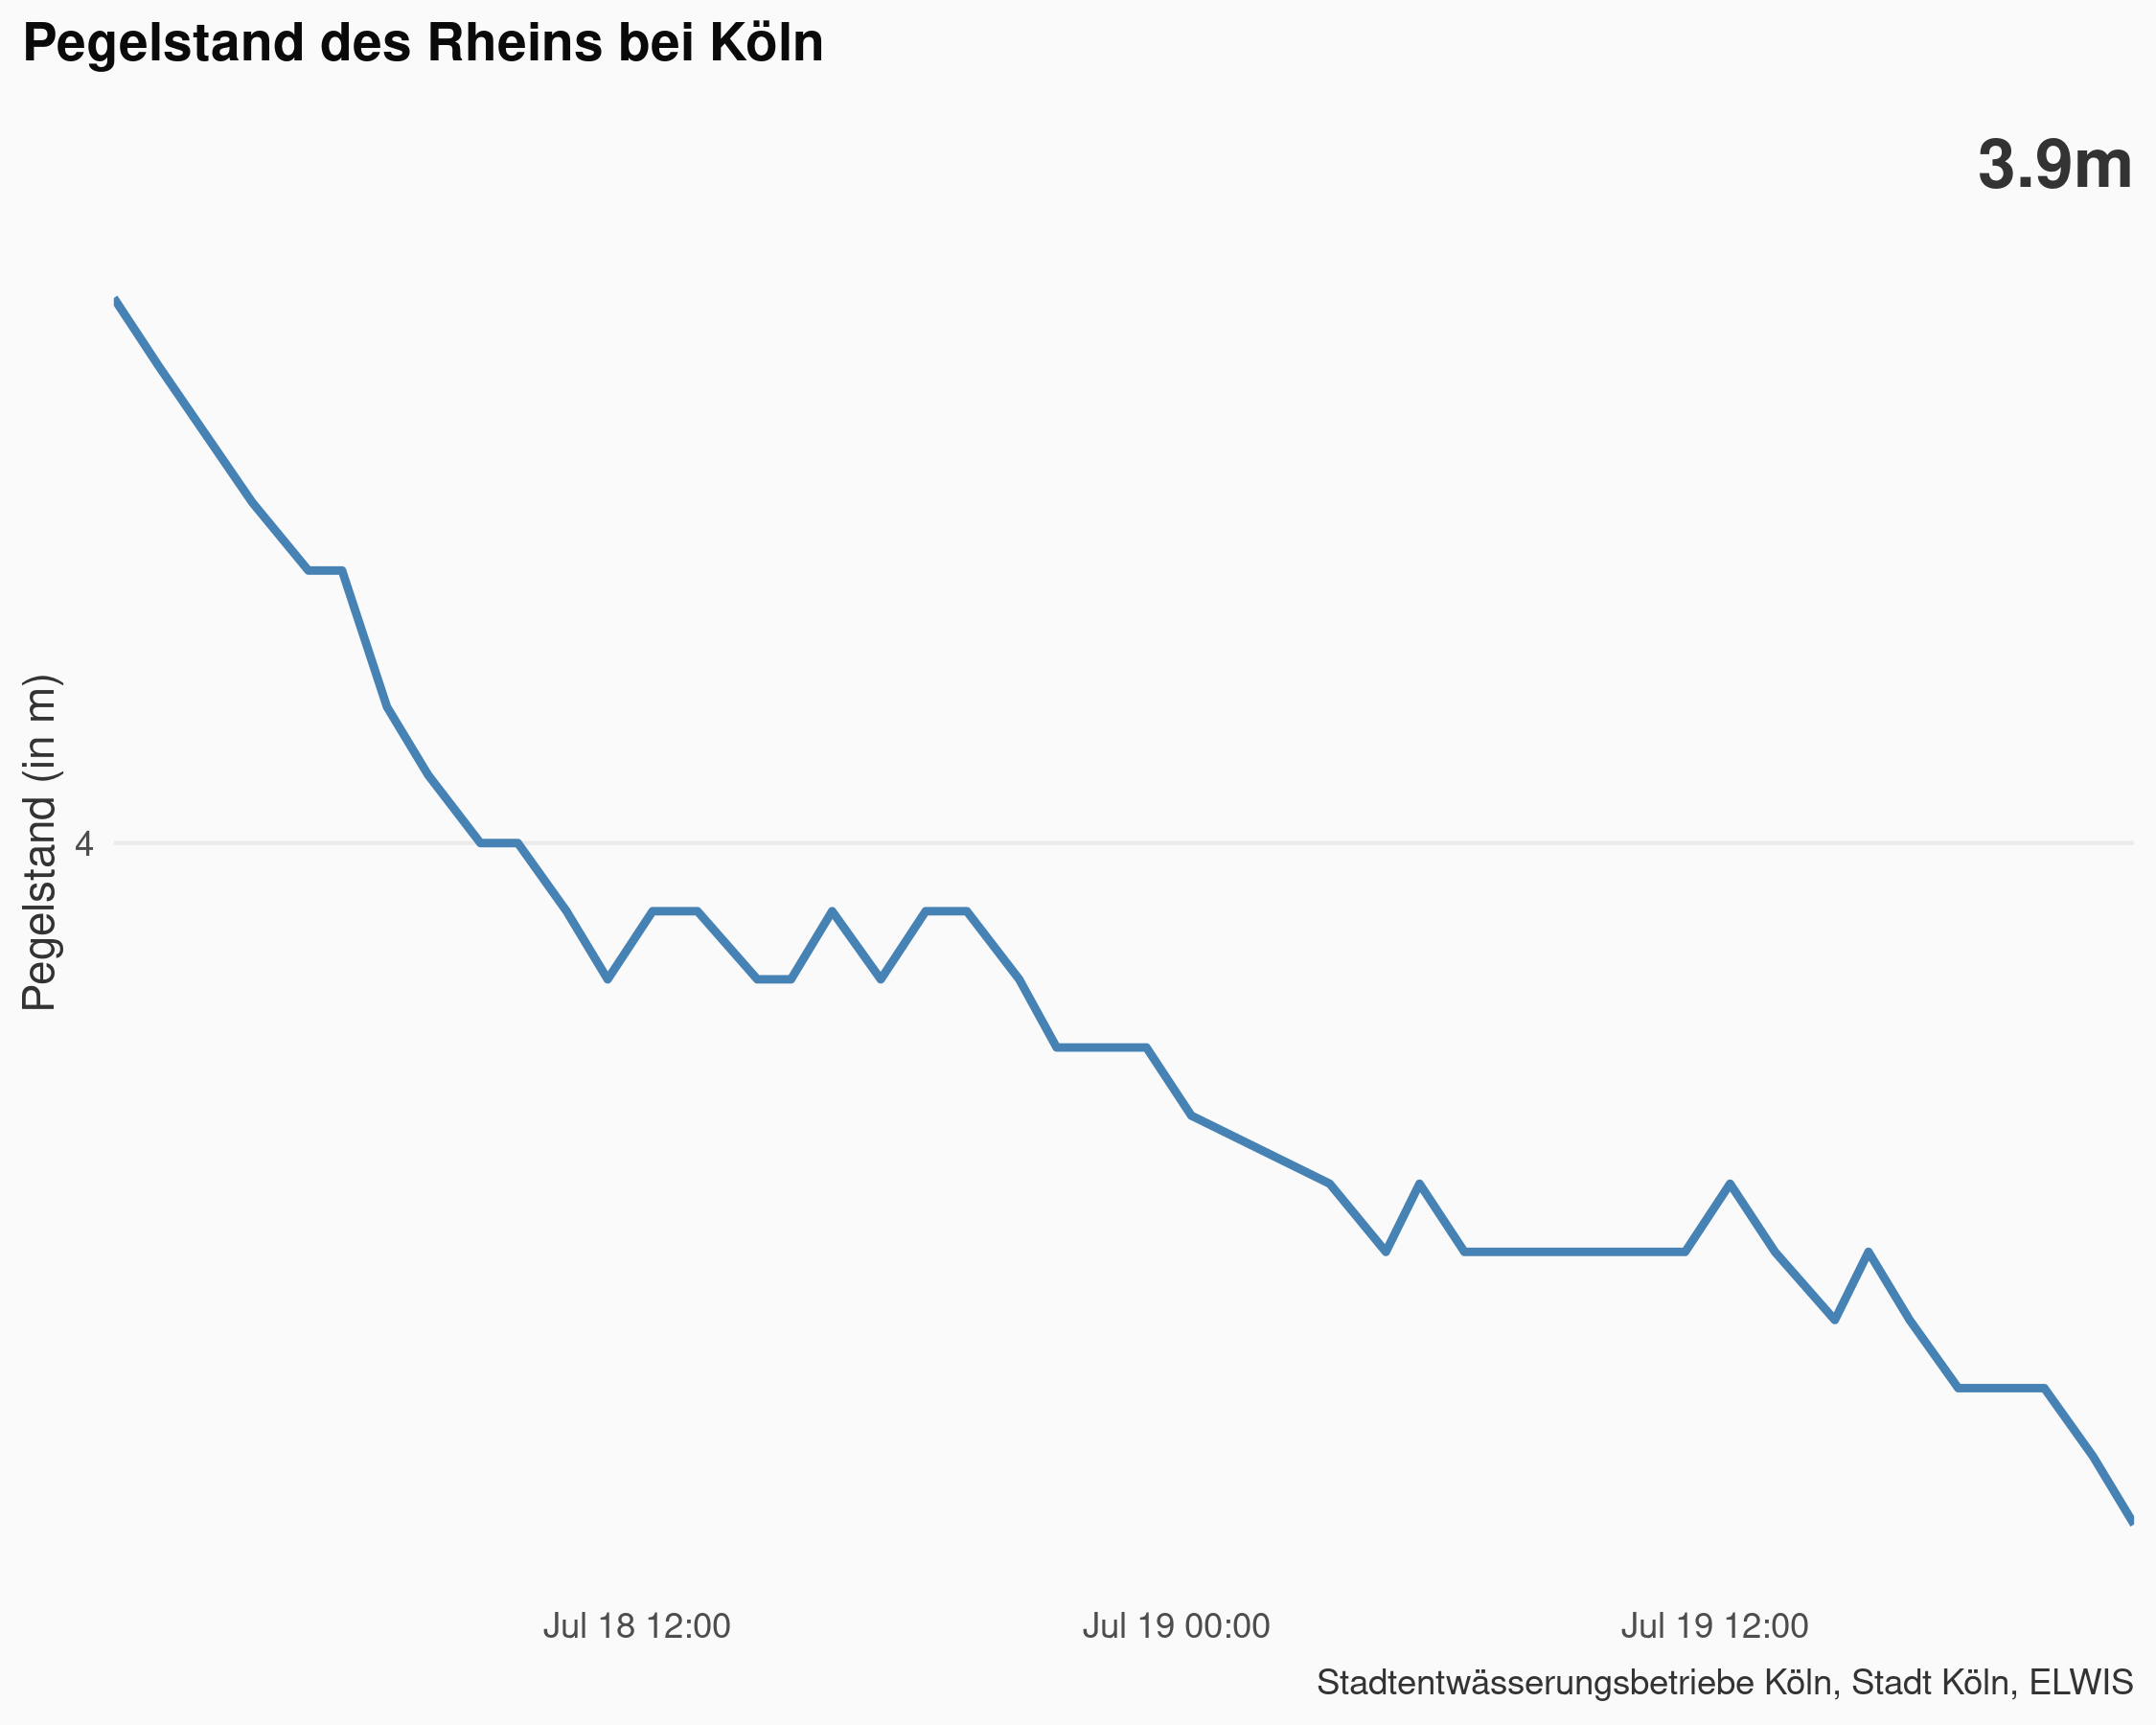 Pegelstand des Rheins bei Köln
3.9m
Pegelstand (in m)
4
Jul 18 12:00
Jul 19 00:00
Jul 19 12:00
Stadtentwässerungsbetriebe Köln, Stadt Köln, ELWIS